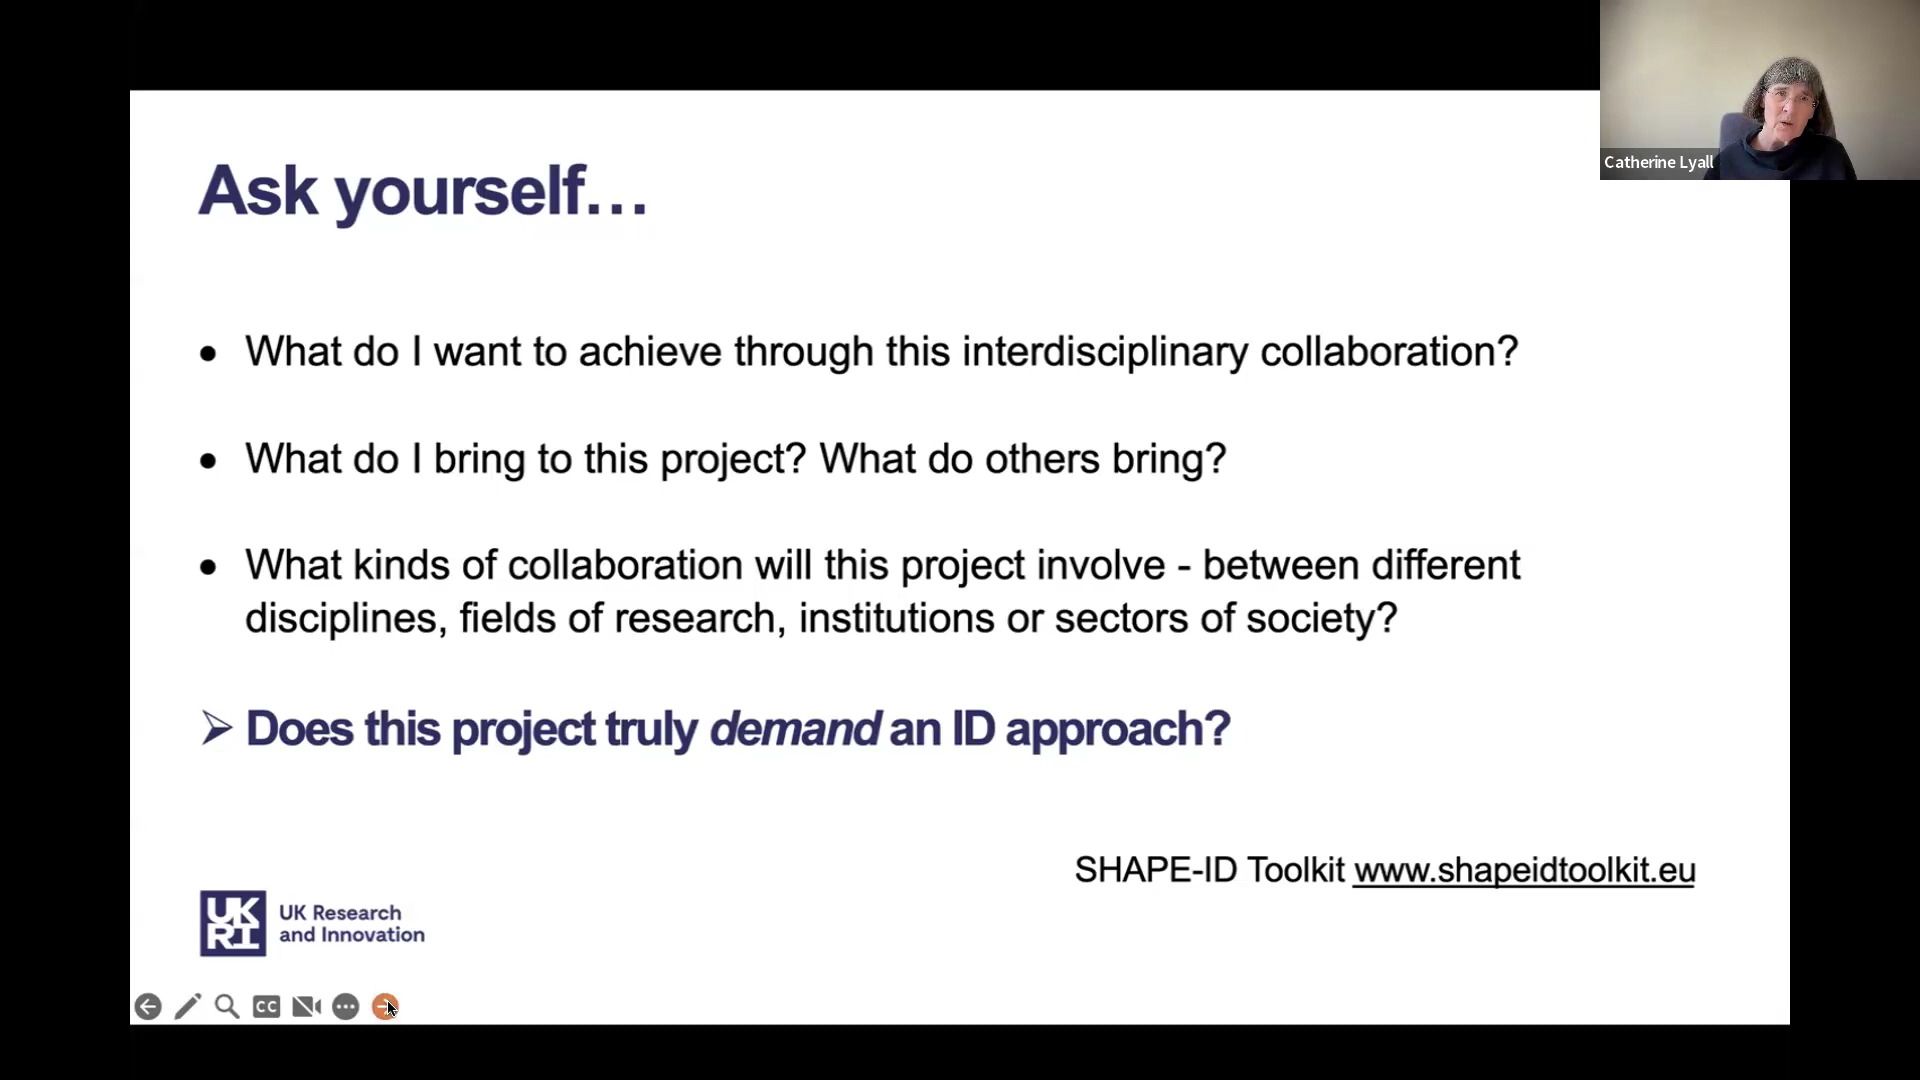 Catherine Lyall
Ask yourself…
• What do I want to achieve through this interdisciplinary collaboration?
• What do I bring to this project? What do others bring?
• What kinds of collaboration will this project involve - between different
disciplines, fields of research, institutions or sectors of society?
➢ Does this project truly demand an ID approach?
SHAPE-ID Toolkit www.shapeidtoolkit.eu
UK
RI
UK Research
and Innovation
CC